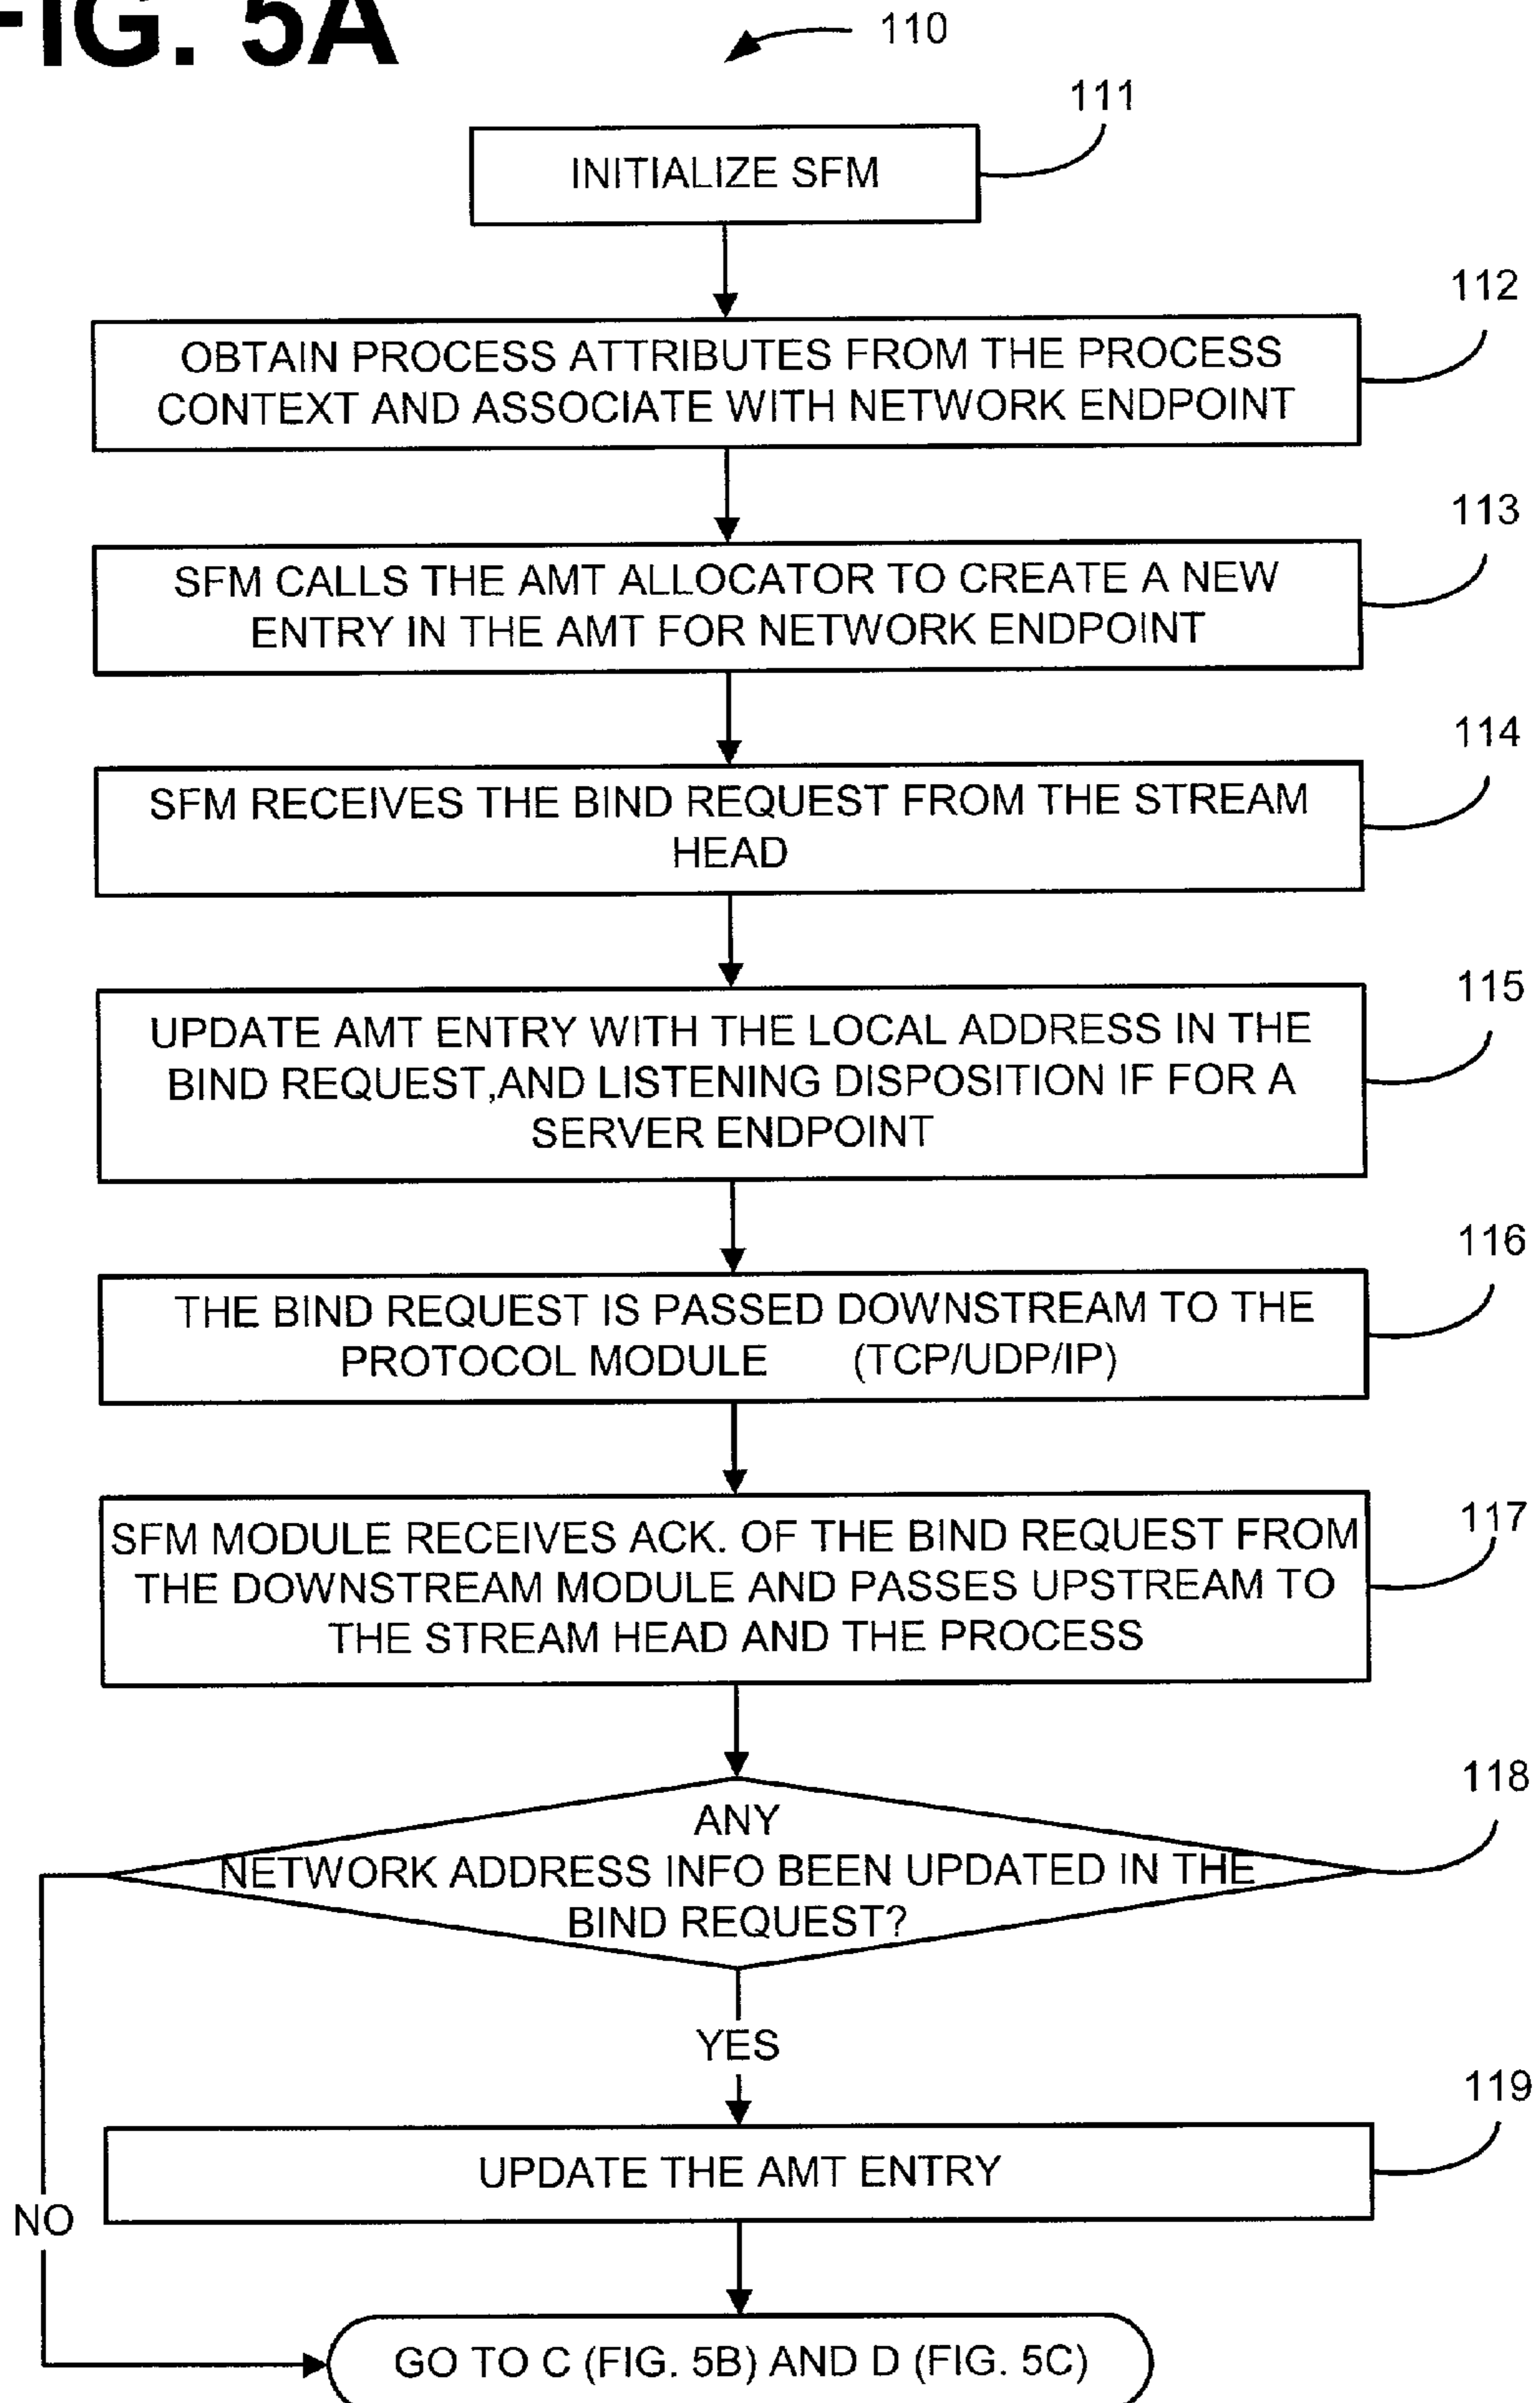 FIG. 5A
110
111
INITIALIZE SFM
112
OBTAIN PROCESS ATTRIBUTES FROM THE PROCESS
CONTEXT AND ASSOCIATE WITH NETWORK ENDPOINT
113
SFM CALLS THE AMT ALLOCATOR TO CREATE A NEW
ENTRY IN THE AMT FOR NETWORK ENDPOINT
114
SFM RECEIVES THE BIND REQUEST FROM THE STREAM
HEAD
115
UPDATE AMT ENTRY WITH THE LOCAL ADDRESS IN THE
BIND REQUEST,AND LISTENING DISPOSITION IF FOR A
SERVER ENDPOINT
116
THE BIND REQUEST IS PASSED DOWNSTREAM TO THE
PROTOCOL MODULE (TCP/UDP/IP)
117
SFM MODULE RECEIVES ACK. OF THE BIND REQUEST FROM
THE DOWNSTREAM MODULE AND PASSES UPSTREAM TO
THE STREAM HEAD AND THE PROCESS
118
ANY
NETWORK ADDRESS INFO BEEN UPDATED IN THE
BIND REQUEST?
YES
119
UPDATE THE AMT ENTRY
NO
GO TO C (FIG. 5B) AND D (FIG. 5C)